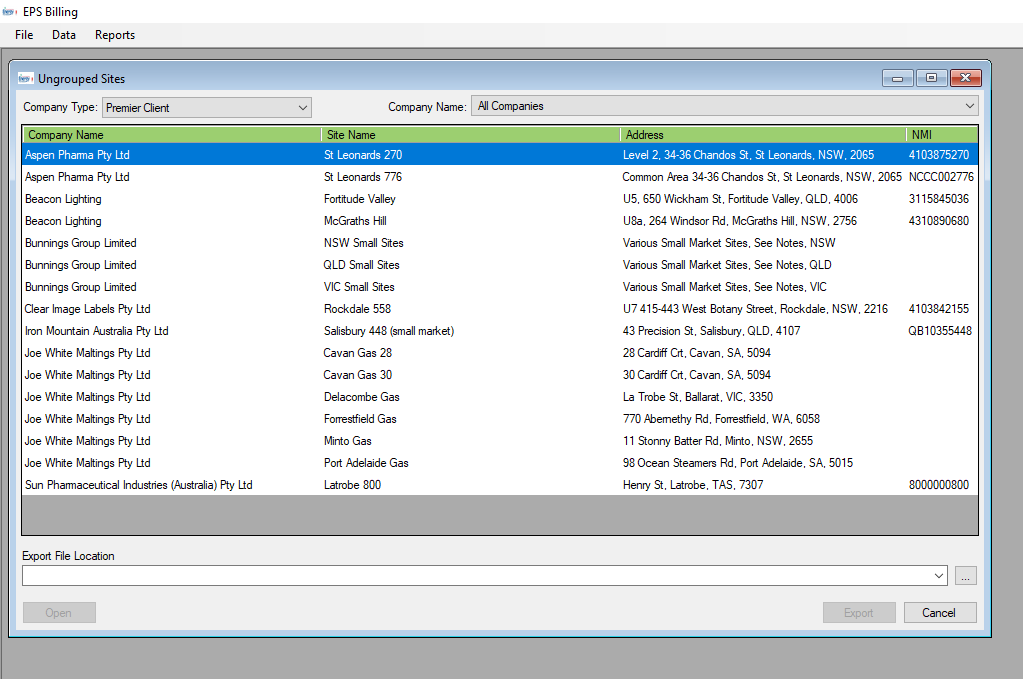 EPS Billing
File Data Reports
Ungrouped Sites
Company Type: Premier Client Company Name: All Companies
Company Name Site Name Address NMI
Aspen Pharma Pty Ltd St Leonards 270 Level 2, 34-36 Chandos St, St Leonards, NSW, 2065 4103875270
Aspen Pharma Pty Ltd St Leonards 776 Common Area 34-36 Chandos St, St Leonards, NSW, 2065 NCCC002776
Beacon Lighting Fortitude Valley U5, 650 Wickham St, Fortitude Valley, QLD, 4006 3115845036
Beacon Lighting McGraths Hill U8a, 264 Windsor Rd, McGraths Hill, NSW, 2756 4310890680
Bunnings Group Limited NSW Small Sites Various Small Market Sites, See Notes, NSW
Bunnings Group Limited QLD Small Sites Various Small Market Sites, See Notes, QLD
Bunnings Group Limited VIC Small Sites Various Small Market Sites, See Notes, VIC
Clear Image Labels Pty Ltd Rockdale 558 U7 415-443 West Botany Street, Rockdale, NSW, 2216 4103842155
Iron Mountain Australia Pty Ltd Salisbury 448 (small market) 43 Precision St, Salisbury, QLD, 4107 QB10355448
Joe White Maltings Pty Ltd Cavan Gas 28 28 Cardiff Crt, Cavan, SA, 5094
Joe White Maltings Pty Ltd Cavan Gas 30 30 Cardiff Crt, Cavan, SA, 5094
Joe White Maltings Pty Ltd Delacombe Gas La Trobe St, Ballarat, VIC, 3350
Joe White Maltings Pty Ltd Forrestfield Gas 770 Abernethy Rd, Forrestfield, WA, 6058
Joe White Maltings Pty Ltd Minto Gas 11 Stonny Batter Rd, Minto, NSW, 2655
Joe White Maltings Pty Ltd Port Adelaide Gas 98 Ocean Steamers Rd, Port Adelaide, SA, 5015
Sun Pharmaceutical Industries (Australia) Pty Ltd Latrobe 800 Henry St, Latrobe, TAS, 7307 8000000800
Export File Location
...
Open Export Cancel